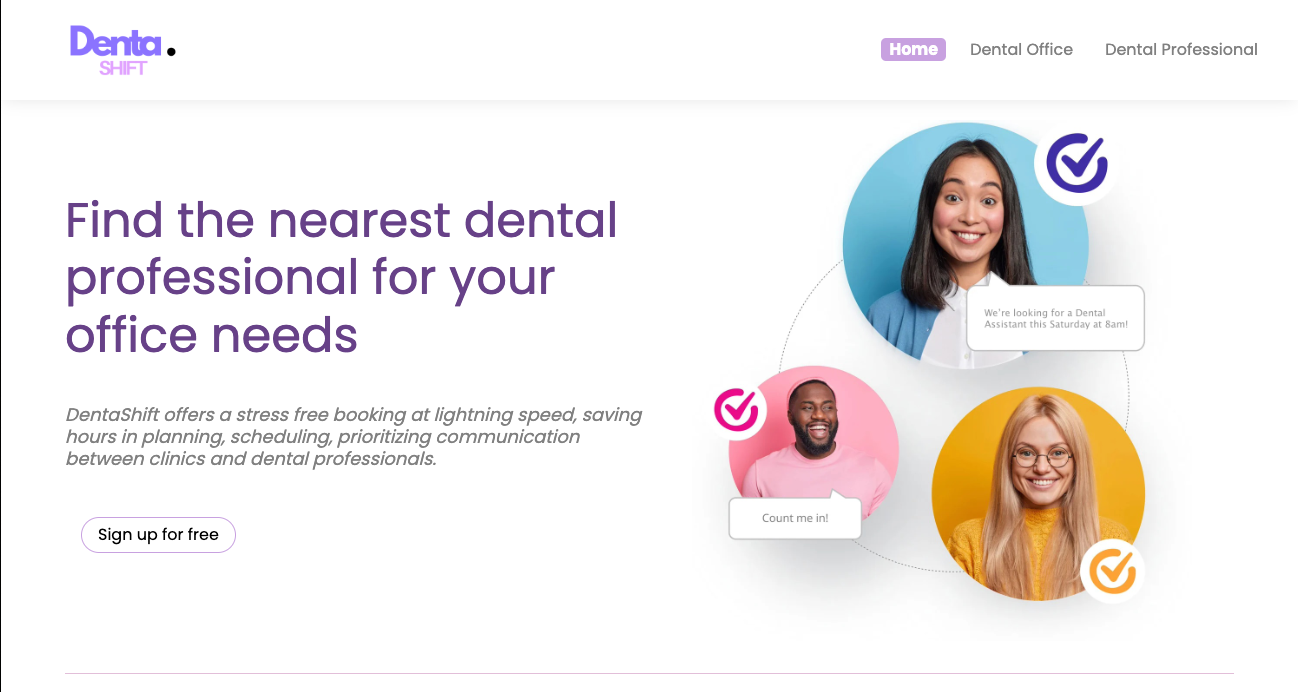 Denta.
SHIFT
Home
Dental Office
Dental Professional
Find the nearest dental
professional for your
office needs
DentaShift offers a stress free booking at lightning speed, saving
hours in planning, scheduling, prioritizing communication
between clinics and dental professionals.
Sign up for free
We're looking for a Dental
Assistant this Saturday at 8am!
Count me in!